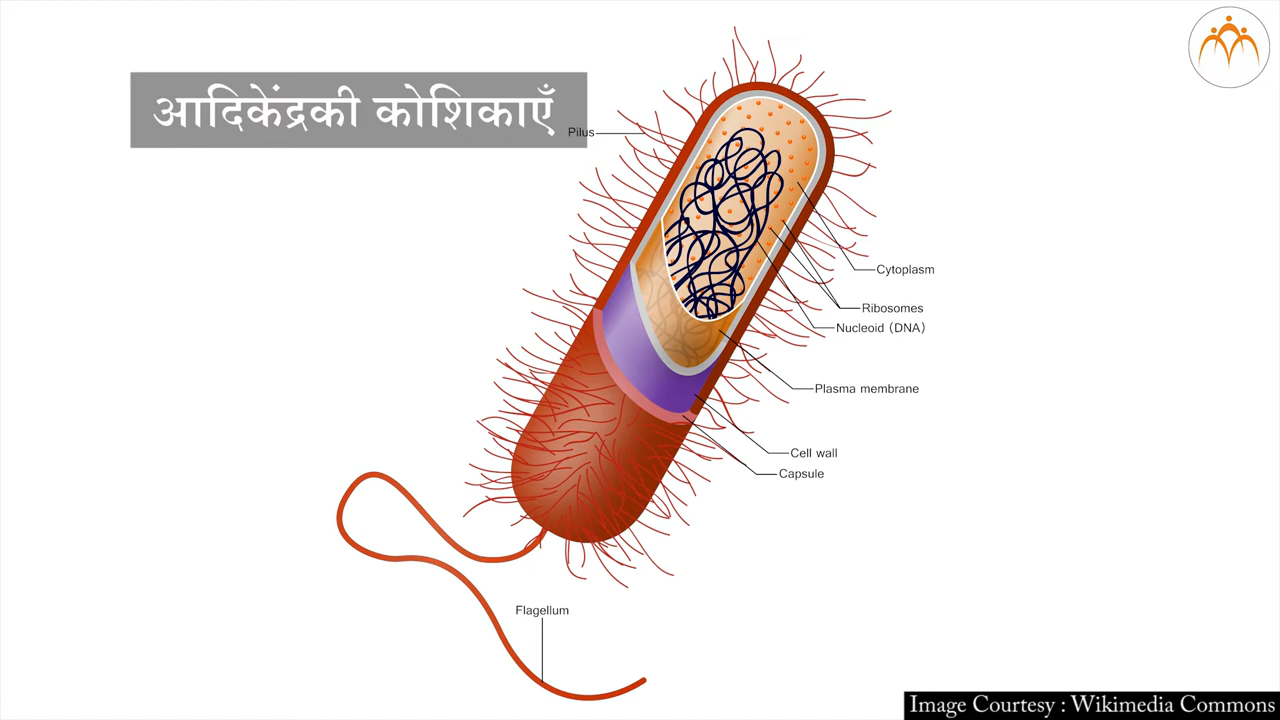 आदिकेंद्रकी कोशिकाएँ
Pilus
Cytoplasm
Ribosomes
Nucleoid (DNA)
Plasma membrane
Cell wall
Capsule
Flagellum
Image Courtesy : Wikimedia Commons